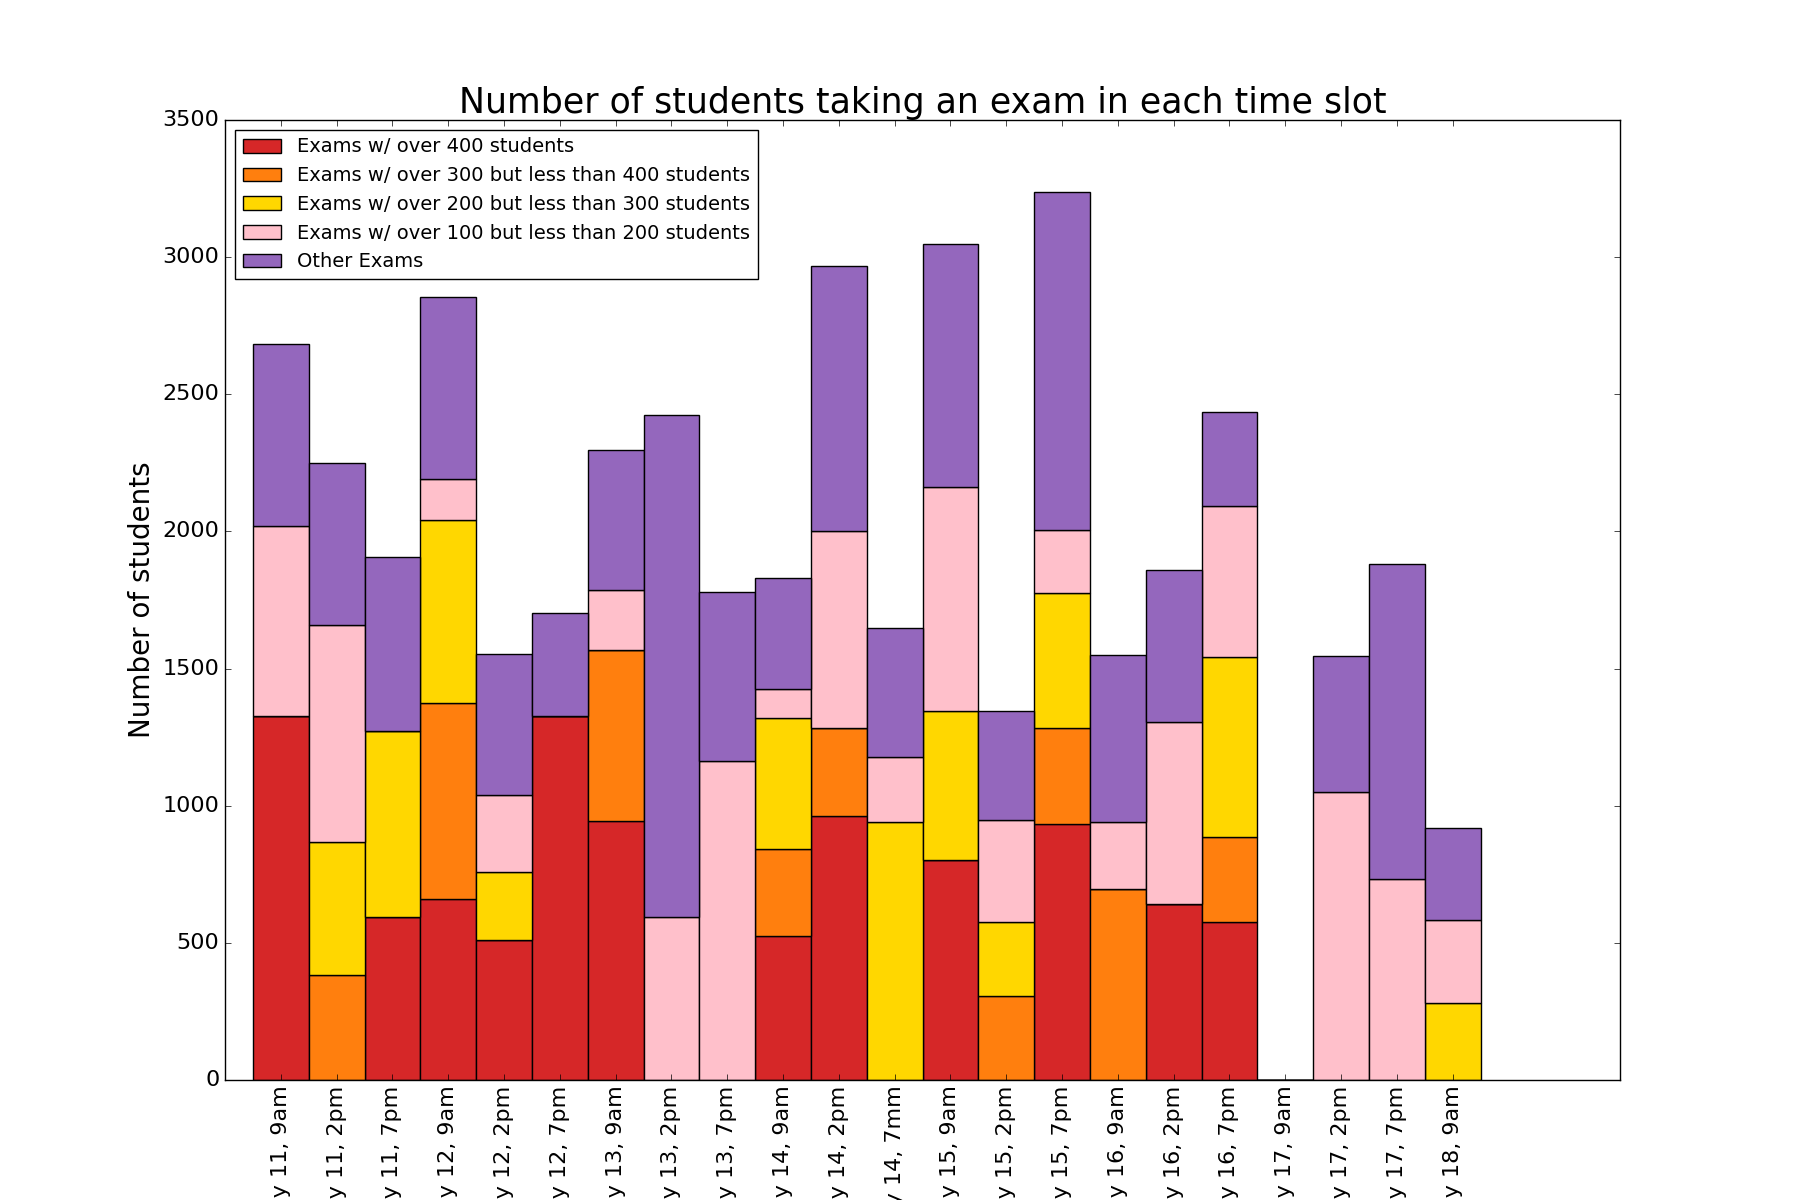 Number of students taking an exam in each time slot
Exams w/ over 400 students
Exams w/ over 300 but less than 400 students
Exams w/ over 200 but less than 300 students
Exams w/ over 100 but less than 200 students
Other Exams
Number of students
3500
3000
2500
2000
1500
1000
500
0
y 11, 9am
y 11, 2pm
y 11, 7pm
y 12, 9am
y 12, 2pm
y 12, 7pm
y 13, 9am
y 13, 2pm
y 13, 7pm
y 14, 9am
y 14, 2pm
y 14, 7mm
y 15, 9am
y 15, 2pm
y 15, 7pm
y 16, 9am
y 16, 2pm
y 16, 7pm
y 17, 9am
y 17, 2pm
y 17, 7pm
y 18, 9am